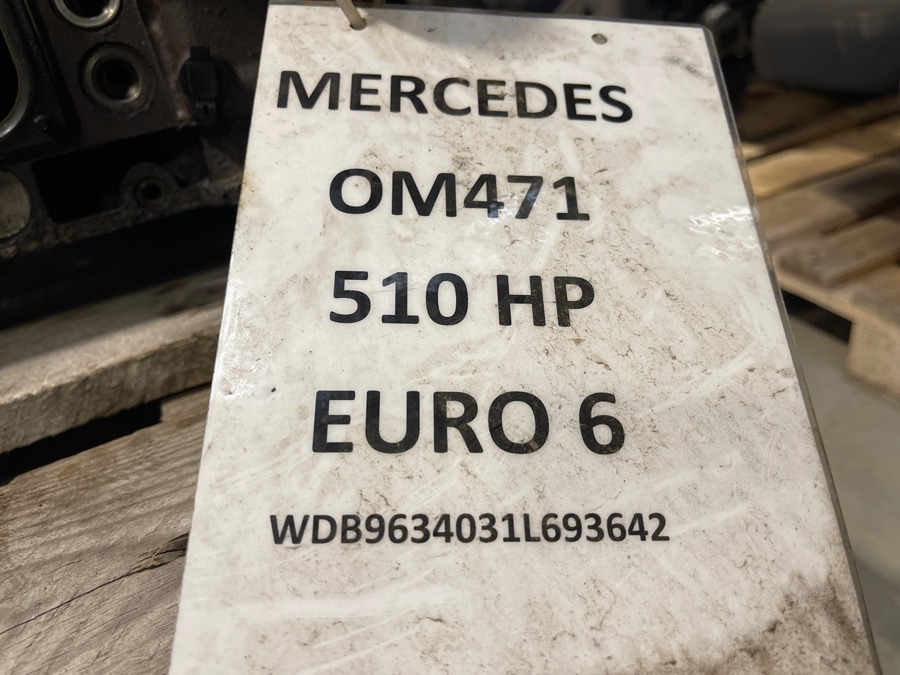 MERCEDES
OM471
510 HP
EURO 6
WDB9634031L693642